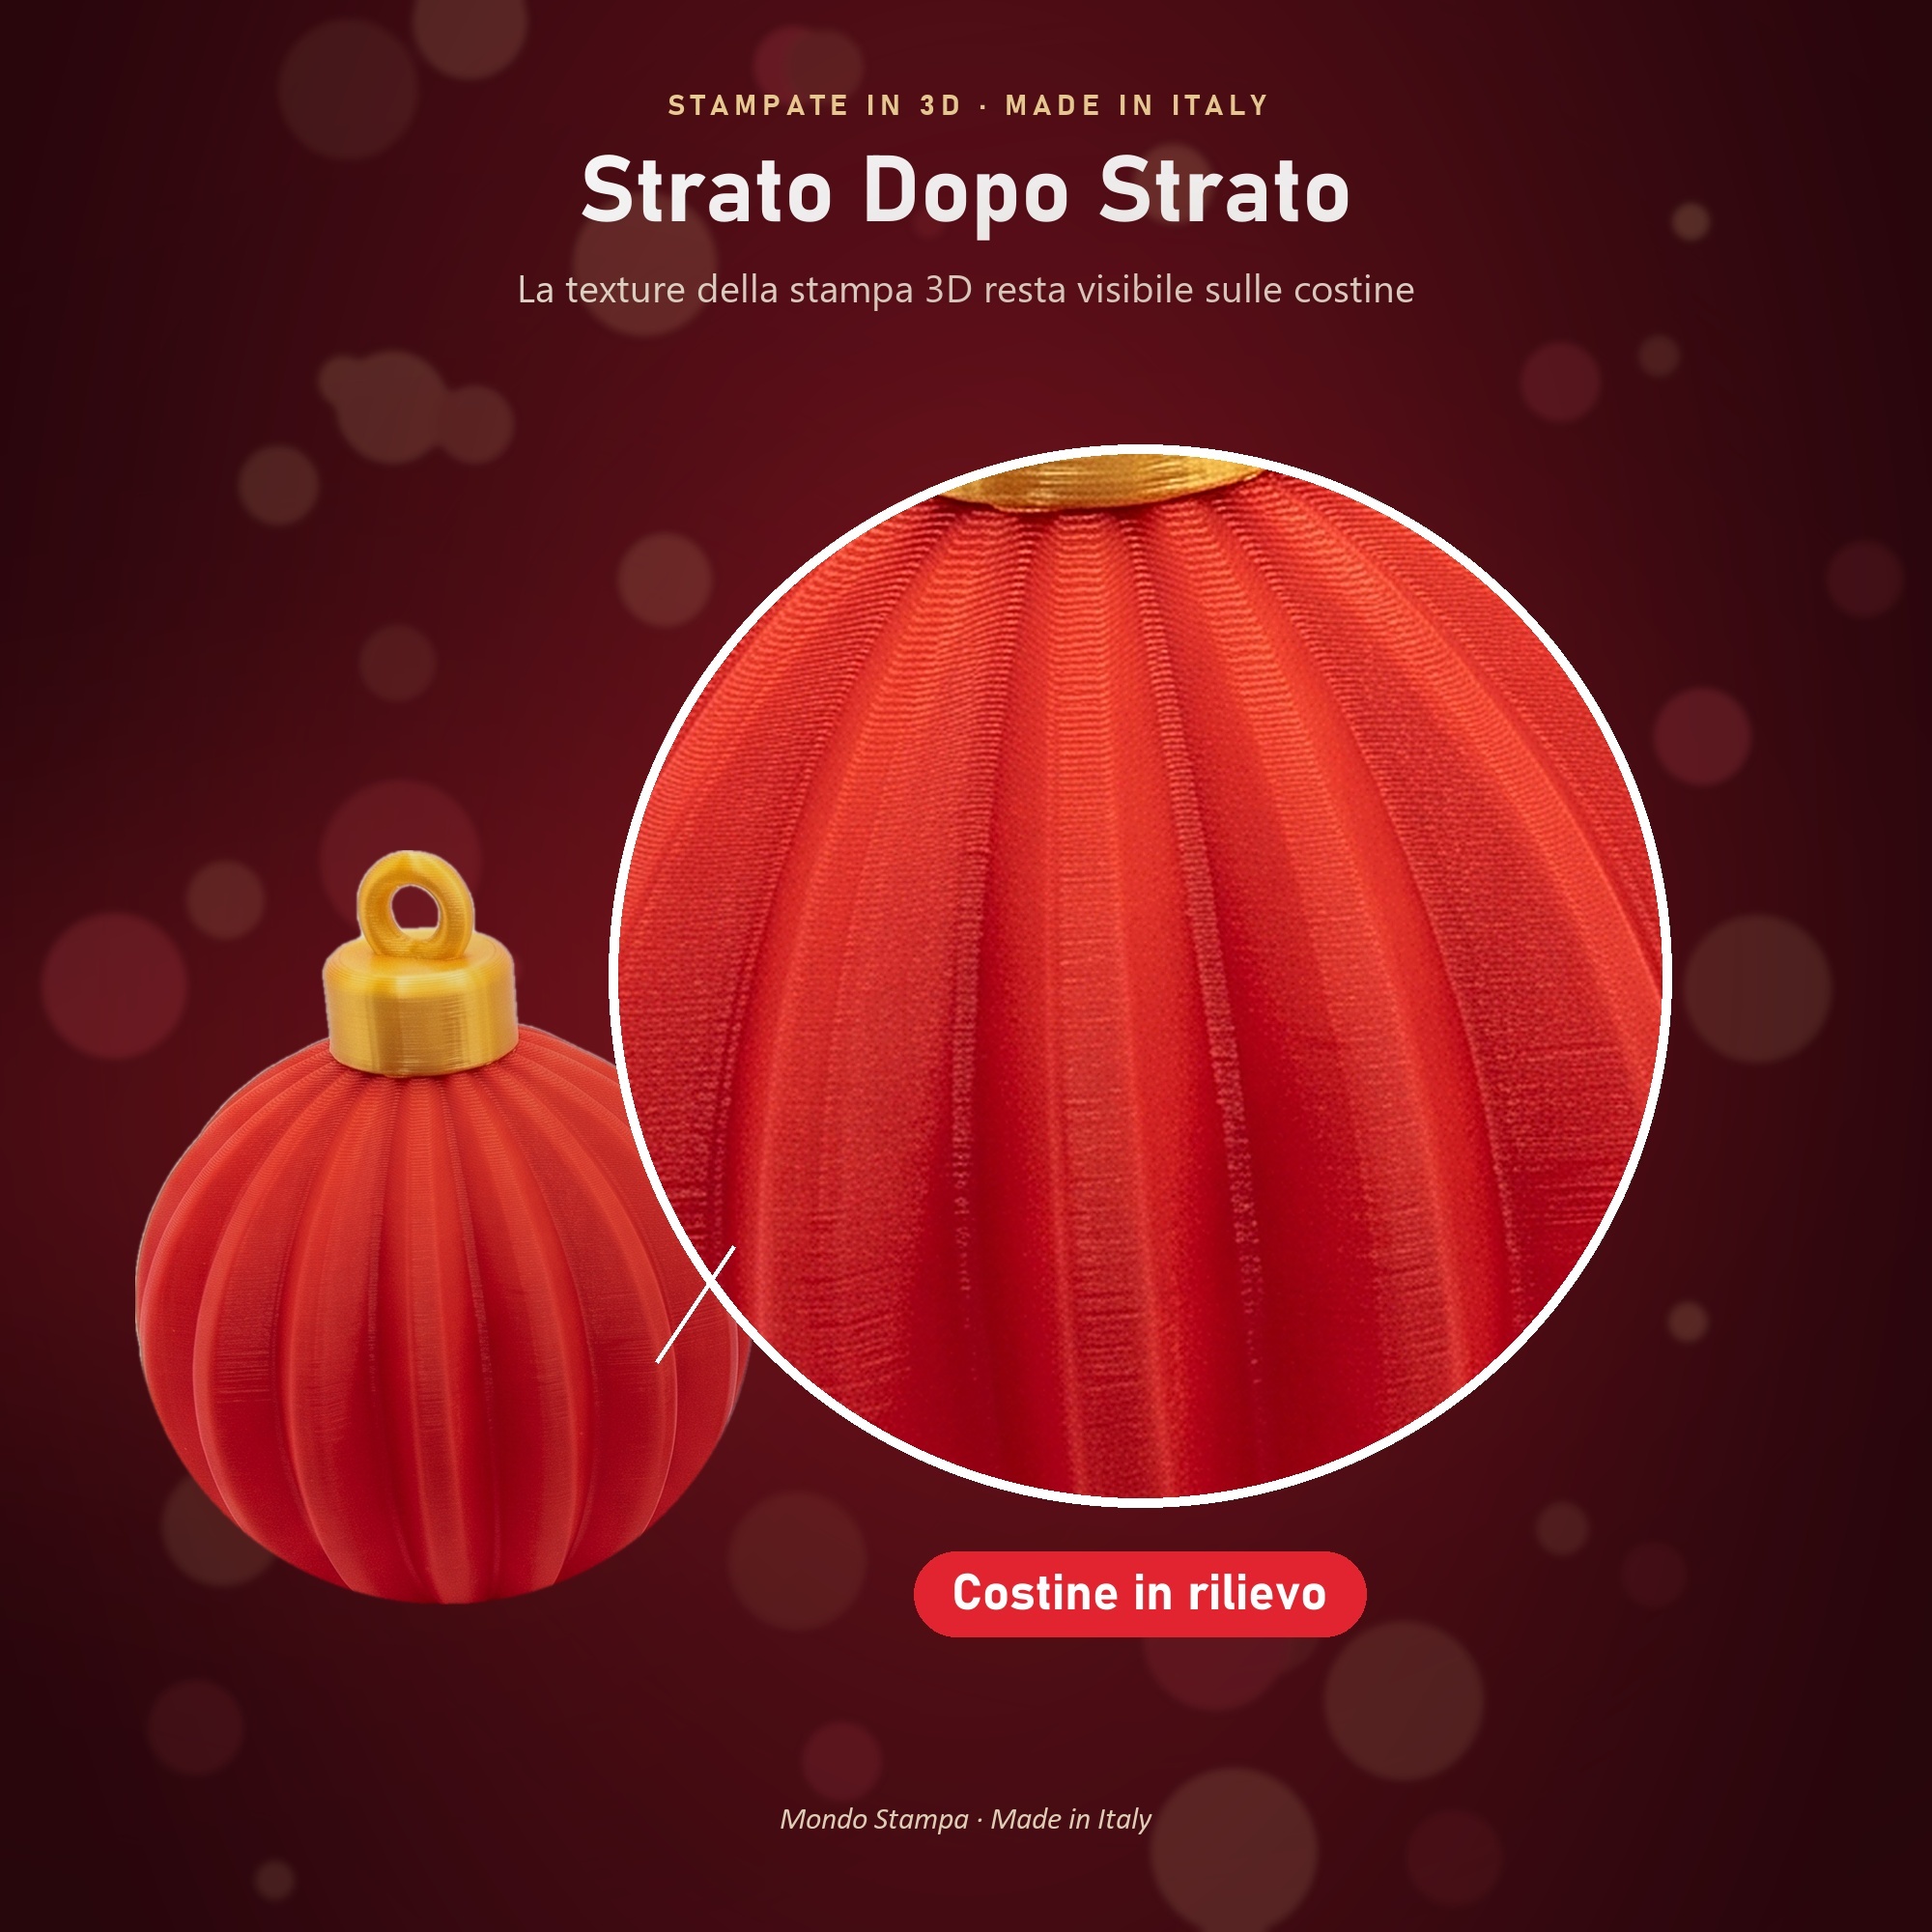 STAMPATE IN 3D · MADE IN ITALY
Strato Dopo Strato
La texture della stampa 3D resta visibile sulle costine
Costine in rilievo
Mondo Stampa · Made in Italy